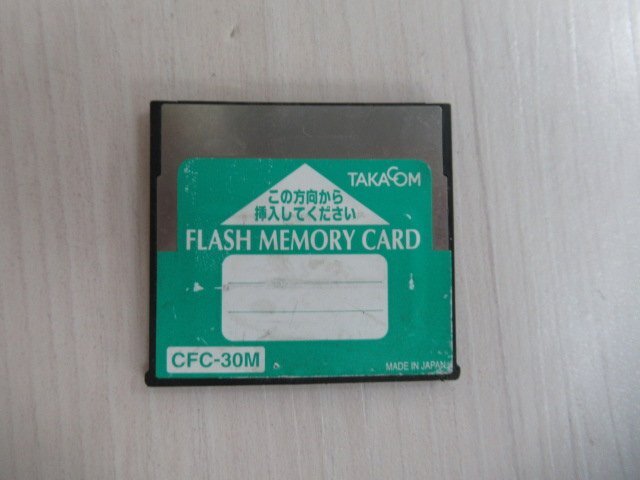 TAKACOM
この方向から
挿入してください
FLASH MEMORY CARD
CFC-30M
MADE IN JAPAN